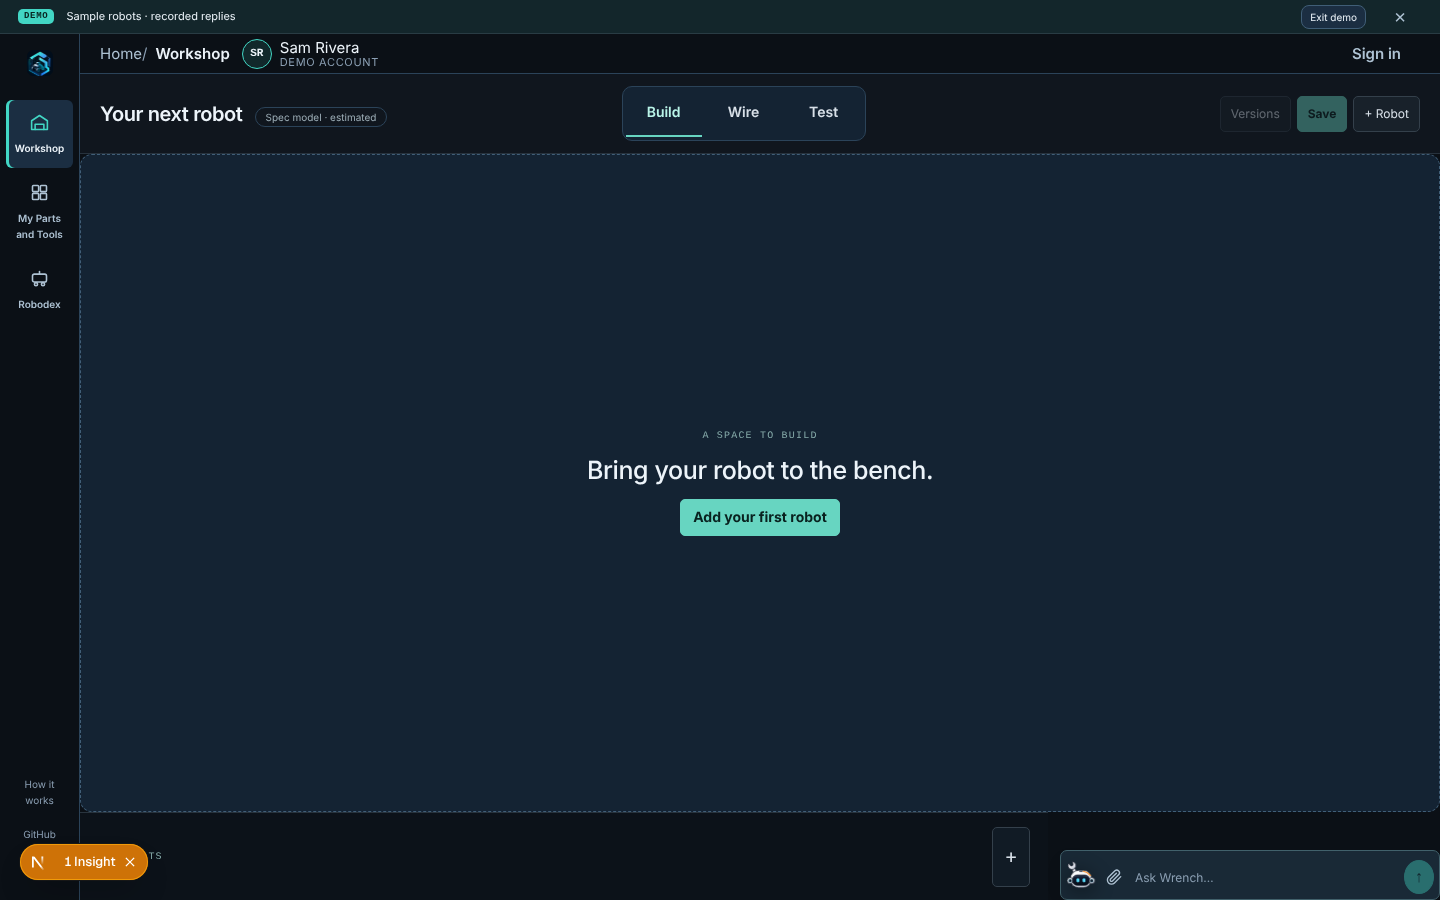 DEMO Sample robots · recorded replies Exit demo
Home/ Workshop SR Sam Rivera Sign in
DEMO ACCOUNT
Your next robot Spec model · estimated Build Wire Test Versions Save + Robot
Workshop
My Parts
and Tools
Robodex
A SPACE TO BUILD
Bring your robot to the bench.
Add your first robot
How it
works
GitHub
1 Insight
+
Ask Wrench...